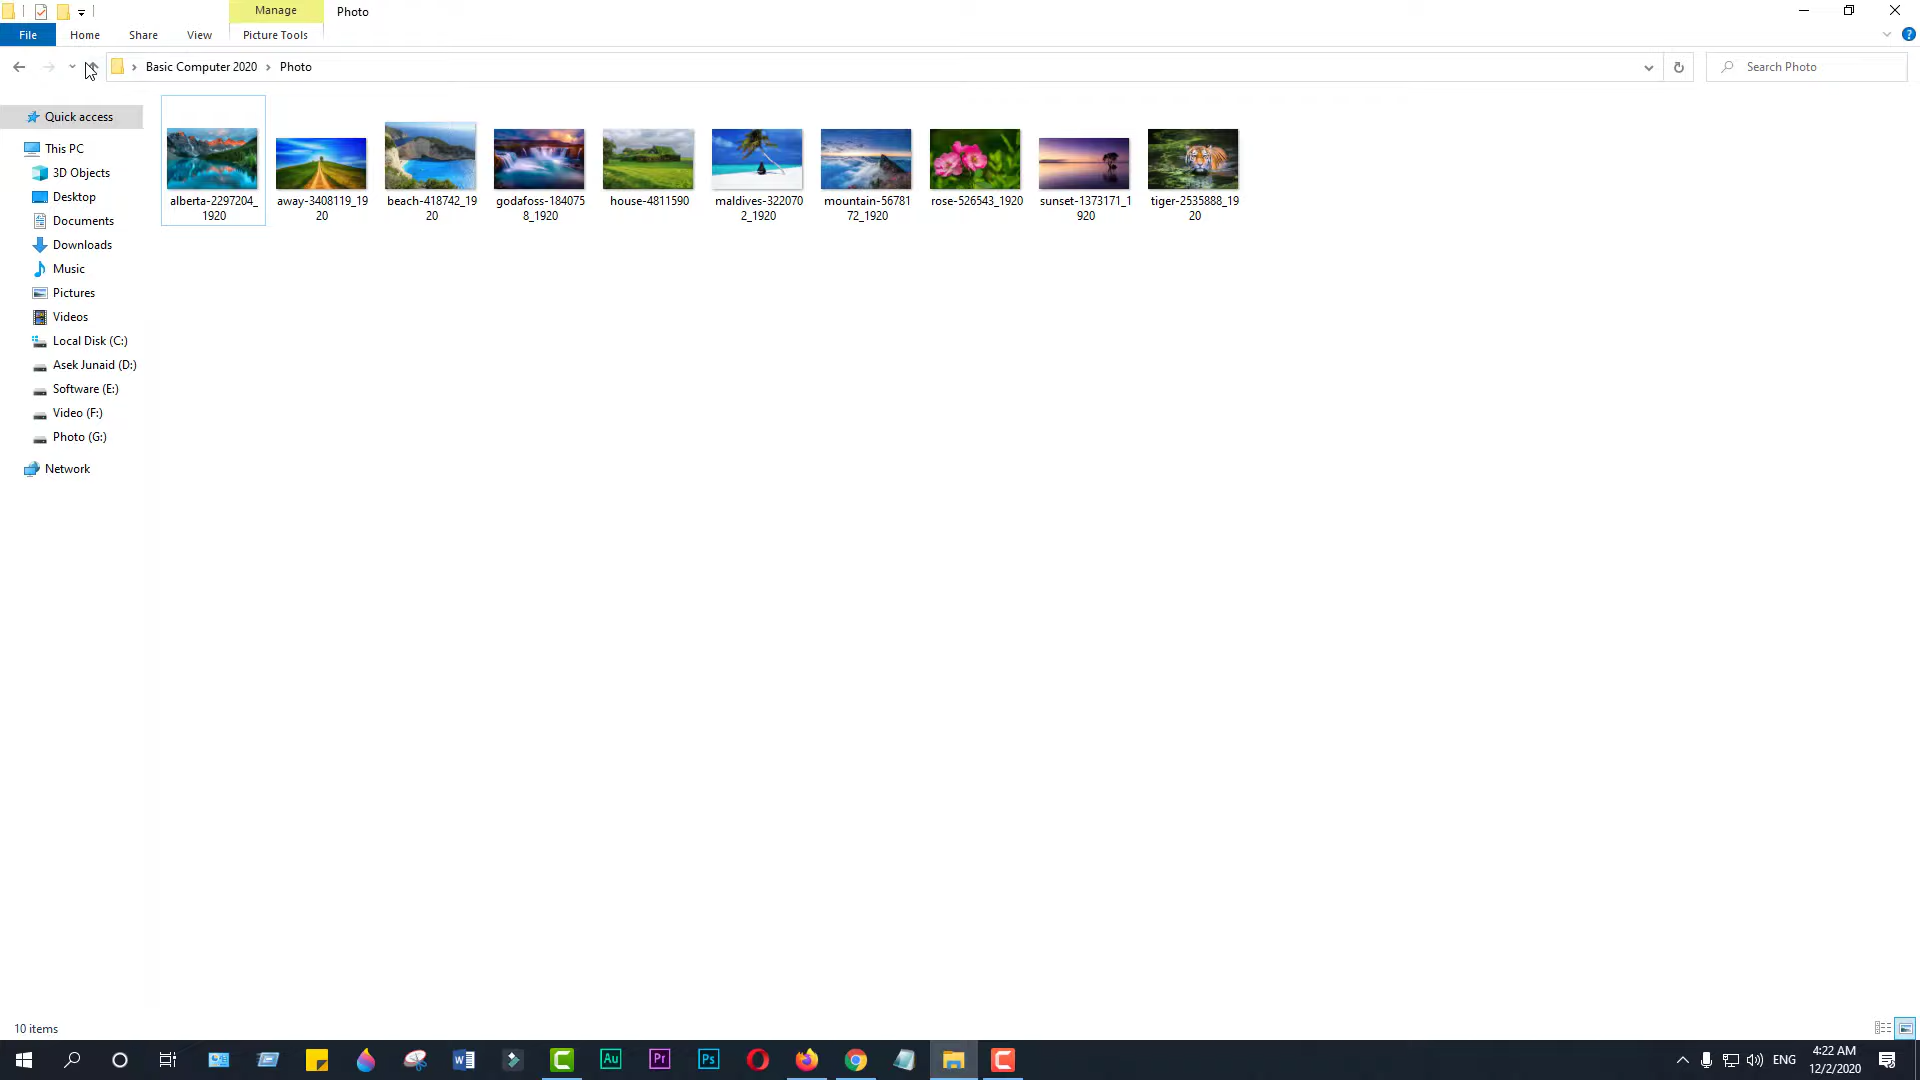 Manage
Photo
File
Home
Share
View
Picture Tools
Basic Computer 2020
Photo
Search Photo
Quick access
This PC
3D Objects
Desktop
Documents
Downloads
Music
Pictures
Videos
Local Disk (C:)
Asek Junaid (D:)
Software (E:)
Video (F:)
Photo (G:)
Network
alberta-2297204_
1920
away-3408119_19
20
beach-418742_19
20
godafoss-184075
8_1920
house-4811590
maldives-322070
2_1920
mountain-56781
72_1920
rose-526543_1920
sunset-1373171_1
920
tiger-2535888_19
20
10 items
Au
Pr
Ps
ENG
4:22 AM
12/2/2020